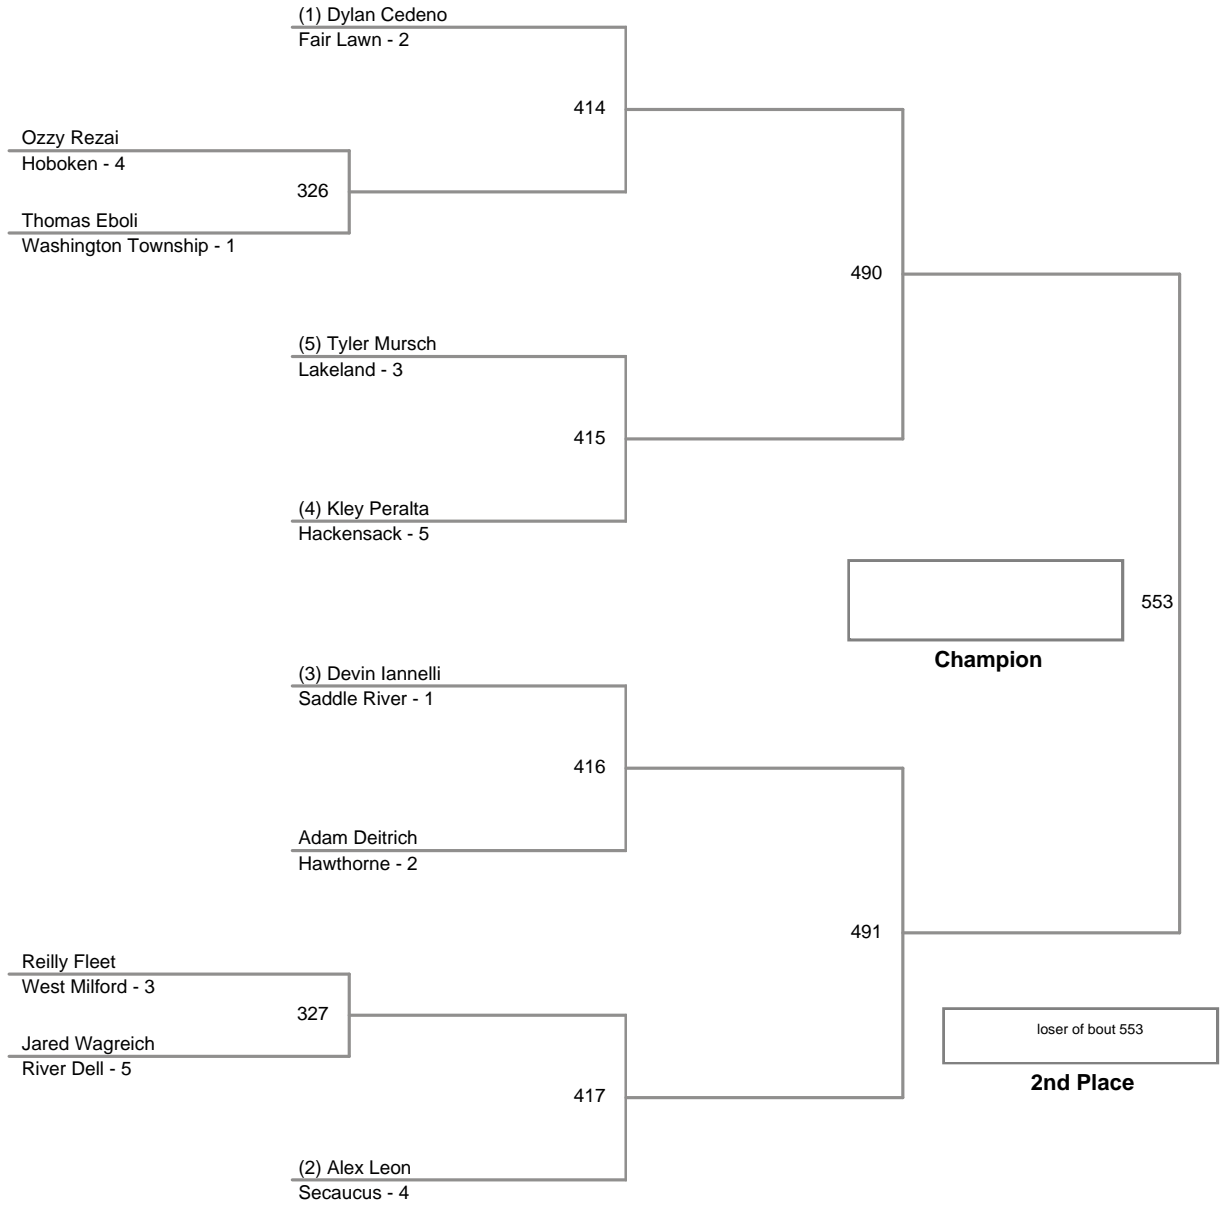 (1) Dylan Cedeno
Fair Lawn - 2
414
Ozzy Rezai
Hoboken - 4
326
Thomas Eboli
Washington Township - 1
490
(5) Tyler Mursch
Lakeland - 3
415
(4) Kley Peralta
Hackensack - 5
553
Champion
(3) Devin Iannelli
Saddle River - 1
416
Adam Deitrich
Hawthorne - 2
491
Reilly Fleet
West Milford - 3
327
Jared Wagreich
River Dell - 5
loser of bout 553
2nd Place
417
(2) Alex Leon
Secaucus - 4